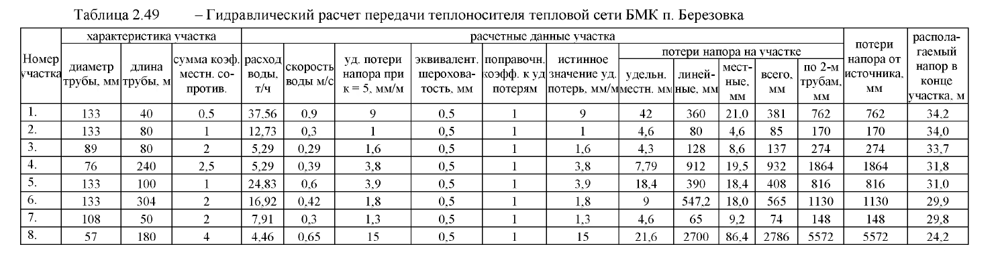 Таблица 2.49 – Гидравлический расчет передачи теплоносителя тепловой сети БМК п. Березовка
Номер участка
характеристика участка
диаметр трубы, мм
длина трубы, м
сумма коэф. местн. со-против.
расчетные данные участка
расход воды, т/ч
скорость воды м/с
уд. потери напора при к = 5, мм/м
эквивалент. шерохова-тость, мм
поправочн. коэфф. к уд потерям
истинное значение уд. потерь, мм/м
потери напора на участке
удельн. местн. мм
линей-ные, мм
мест-ные, мм
всего, мм
по 2-м трубам, мм
потери напора от источника, мм
распола-гаемый напор в конце участка, м
1. 133 40 0,5 37,56 0,9 9 0,5 1 9 42 360 21,0 381 762 762 34,2
2. 133 80 1 12,73 0,3 1 0,5 1 1 4,6 80 4,6 85 170 170 34,0
3. 89 80 2 5,29 0,29 1,6 0,5 1 1,6 4,3 128 8,6 137 274 274 33,7
4. 76 240 2,5 5,29 0,39 3,8 0,5 1 3,8 7,79 912 19,5 932 1864 1864 31,8
5. 133 100 1 24,83 0,6 3,9 0,5 1 3,9 18,4 390 18,4 408 816 816 31,0
6. 133 304 2 16,92 0,42 1,8 0,5 1 1,8 9 547,2 18,0 565 1130 1130 29,9
7. 108 50 2 7,91 0,3 1,3 0,5 1 1,3 4,6 65 9,2 74 148 148 29,8
8. 57 180 4 4,46 0,65 15 0,5 1 15 21,6 2700 86,4 2786 5572 5572 24,2